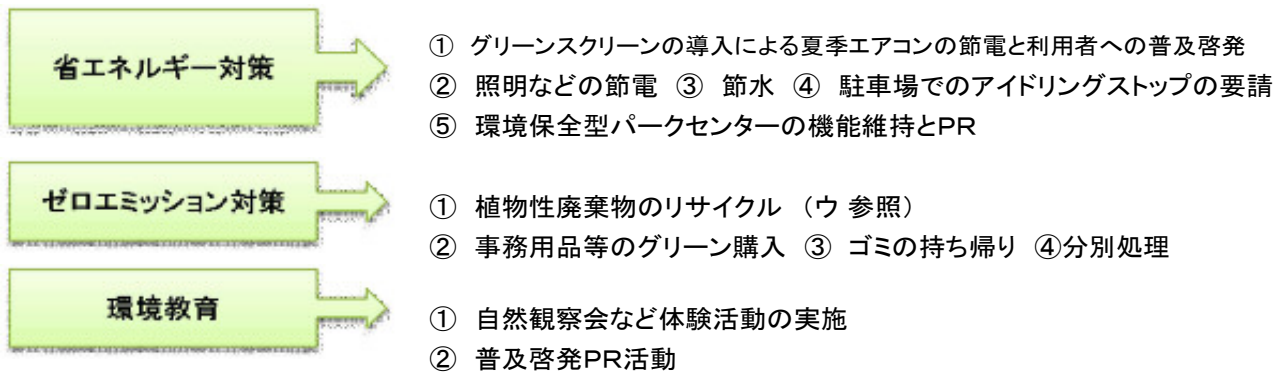 省エネルギー対策
① グリーンスクリーンの導入による夏季エアコンの節電と利用者への普及啓発
② 照明などの節電 ③ 節水 ④ 駐車場でのアイドリングストップの要請
⑤ 環境保全型パークセンターの機能維持とPR
ゼロエミッション対策
① 植物性廃棄物のリサイクル （ウ 参照）
② 事務用品等のグリーン購入 ③ ゴミの持ち帰り ④分別処理
環境教育
① 自然観察会など体験活動の実施
② 普及啓発PR活動